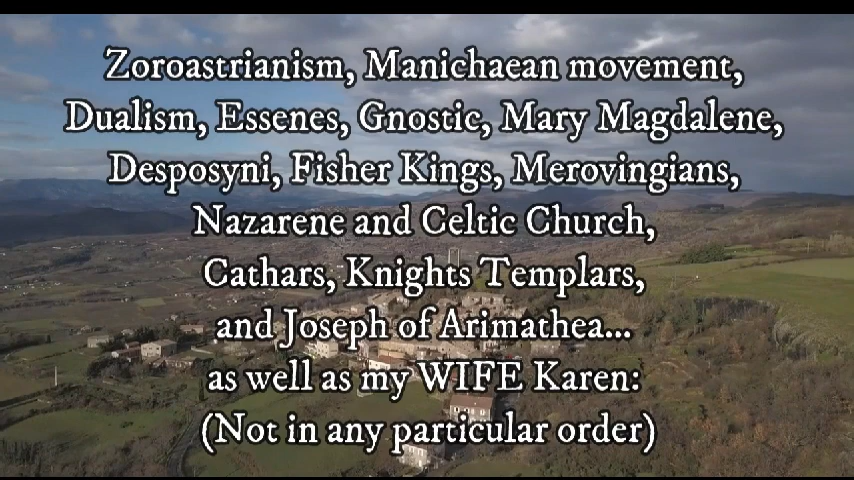 Zoroastrianism, Manichaean movement,
Dualism, Essenes, Gnostic, Mary Magdalene,
Desposyni, Fisher Kings, Merovingians,
Nazarene and Celtic Church,
Cathars, Knights Templars,
and Joseph of Arimathea...
as well as my WIFE Karen:
(Not in any particular order)